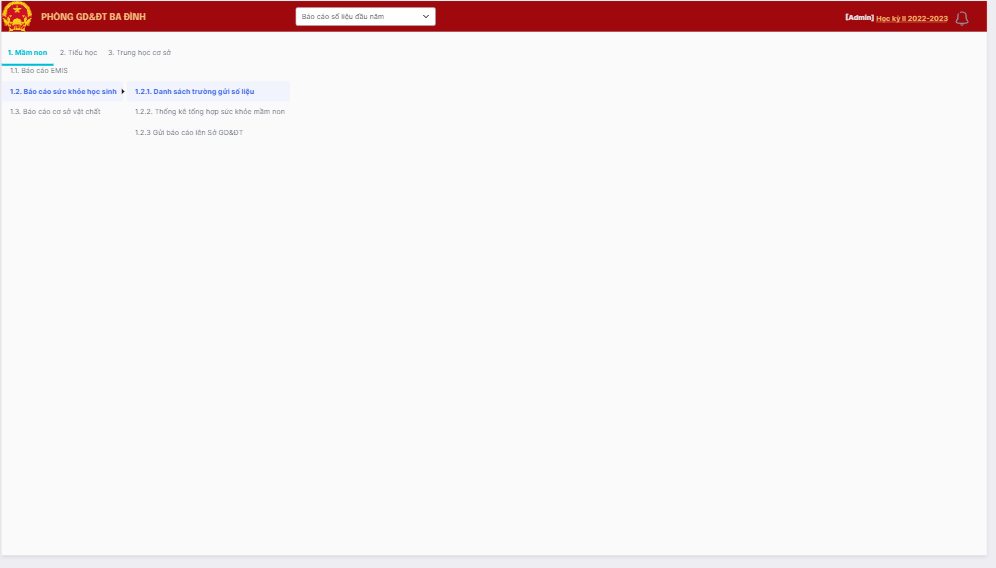 PHÒNG GD&ĐT BA ĐÌNH
Báo cáo số liệu đầu năm
[Admin] Học kỳ II 2022-2023
1. Mầm non
2. Tiểu học
3. Trung học cơ sở
1.1. Báo cáo EMIS
1.2. Báo cáo sức khỏe học sinh
1.2.1. Danh sách trường gửi số liệu
1.3. Báo cáo cơ sở vật chất
1.2.2. Thống kê tổng hợp sức khỏe mầm non
1.2.3 Gửi báo cáo lên Sở GD&ĐT